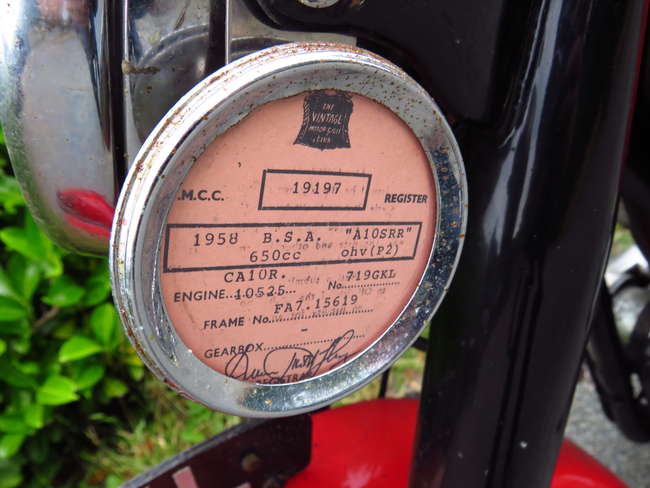 THE
VINTAGE
MOTOR CYCLE
CLUB
.M.C.C. 19197 REGISTER
1958 B.S.A. "A10SRR"
650cc ohv(P2)
CA10R.
ENGINE..10525... No..719GKL
FA7.15619
FRAME No.
-
GEARBOX
REGISTRAR